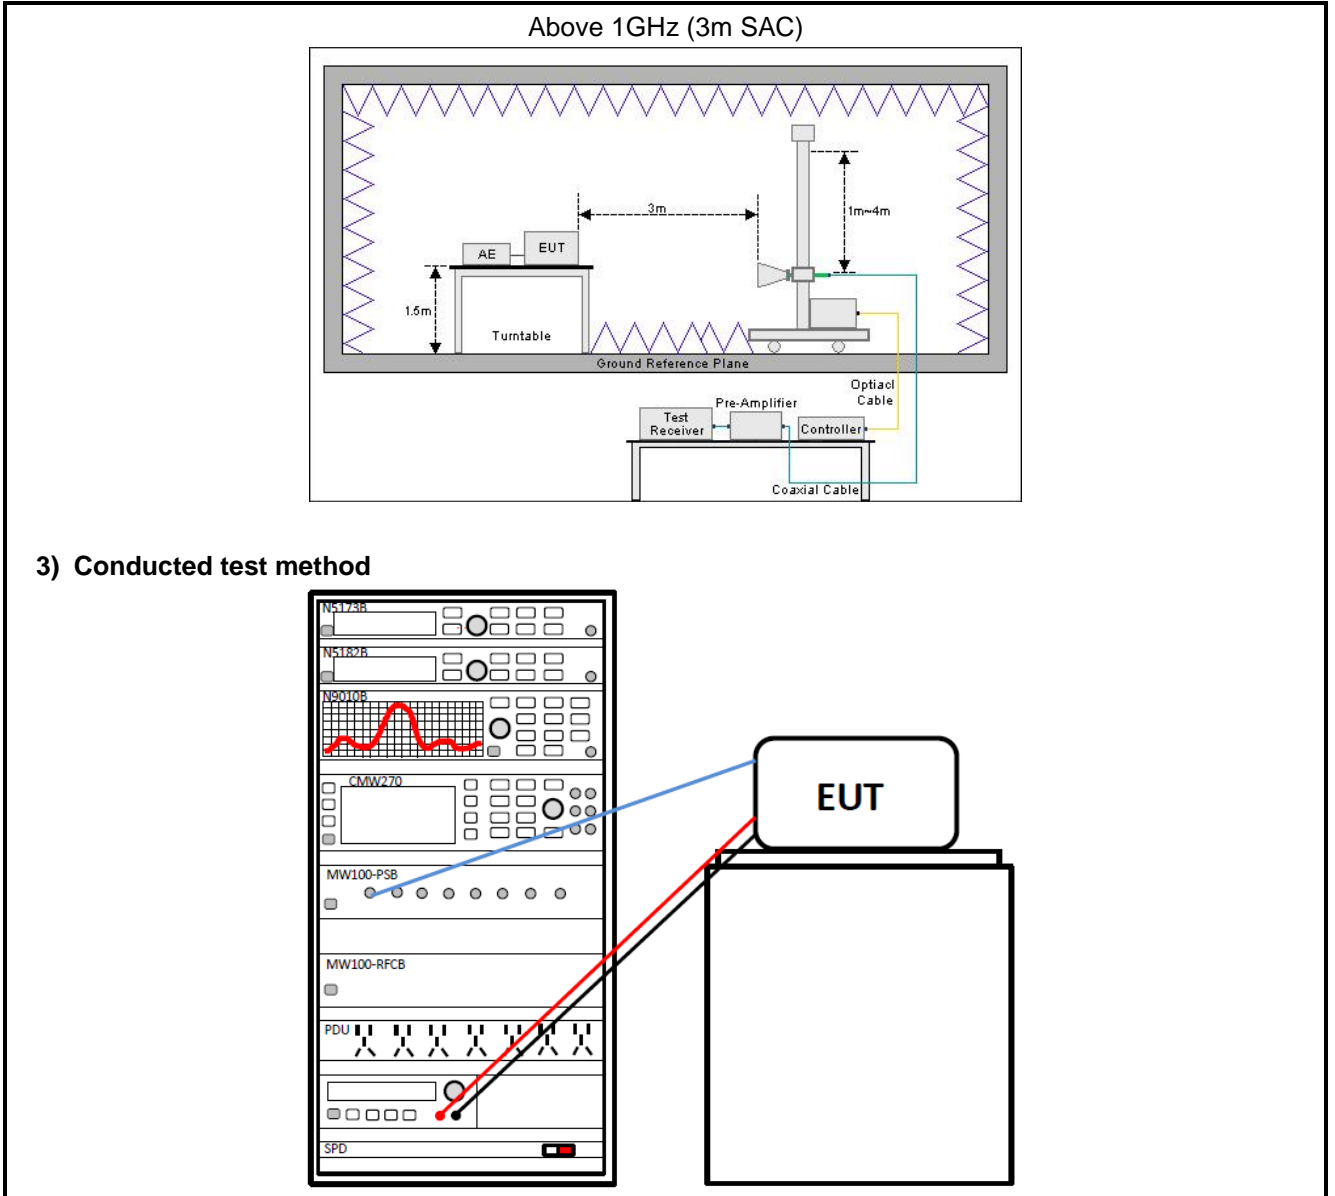 Above 1GHz (3m SAC)
3m
1m~4m
AE
EUT
1.5m
Turntable
Ground Reference Plane
Optiacl
Cable
Pre-Amplifier
Test
Receiver
Controller
Coaxial Cable
3) Conducted test method
N5173B
N5182B
N9010B
CMW270
EUT
MW100-PSB
MW100-RFCB
PDU
SPD